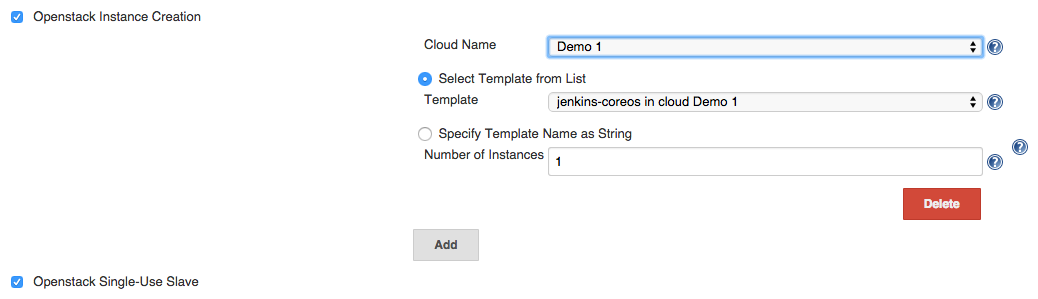 Openstack Instance Creation
Cloud Name Demo 1 ?
Select Template from List
Template jenkins-coreos in cloud Demo 1 ?
Specify Template Name as String
?
Number of Instances 1 ?
Delete
Add
Openstack Single-Use Slave